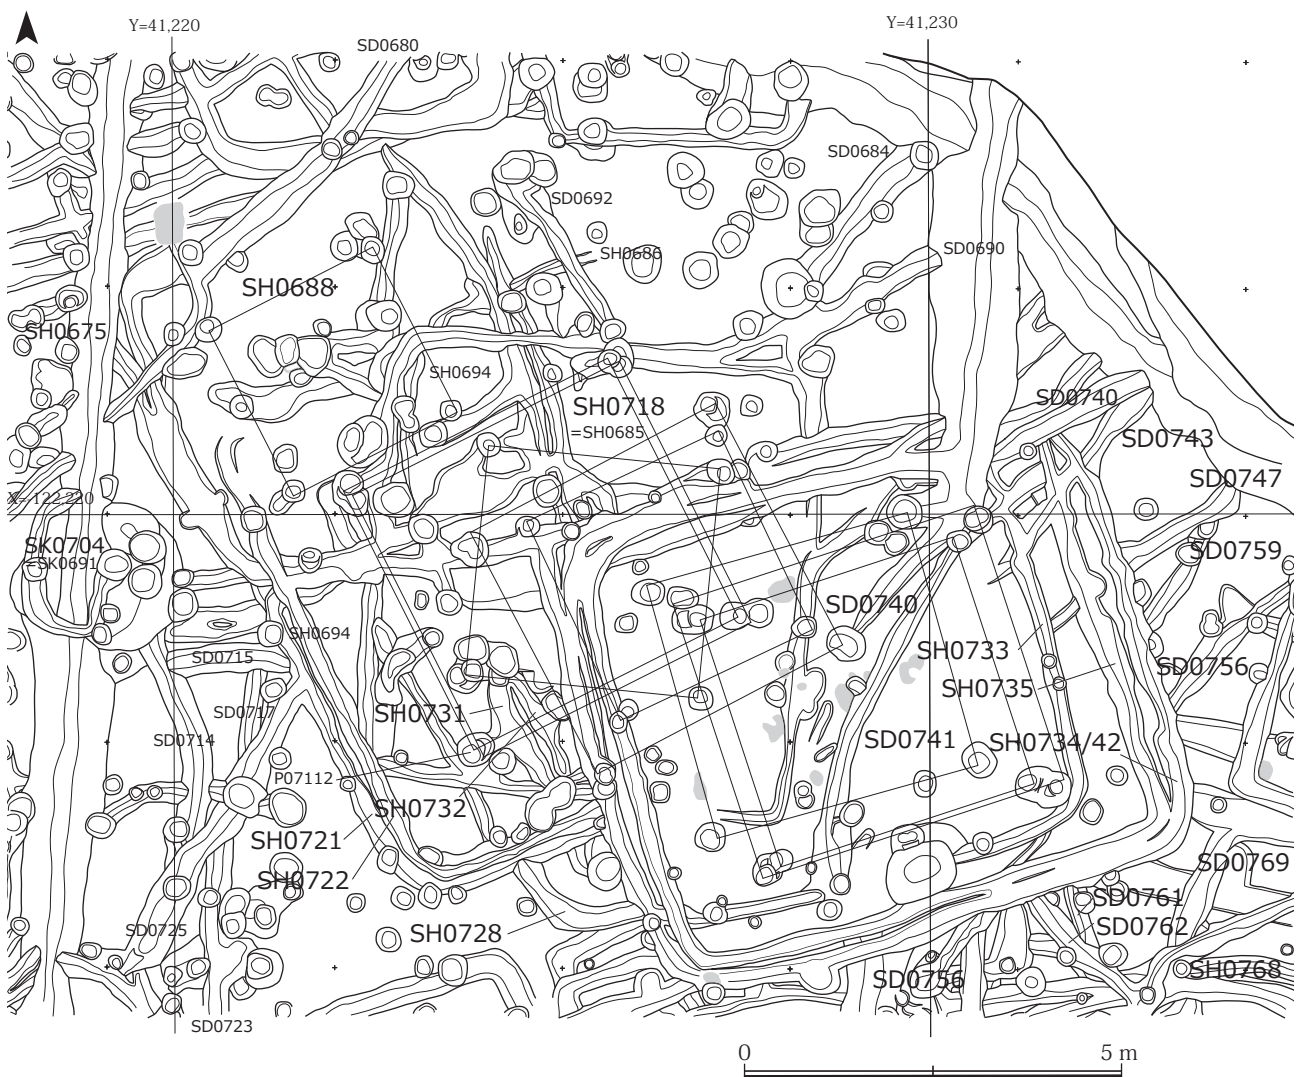 Y=41,220
Y=41,230
SD0680
SD0684
SD0692
SD0690
SH0686
SH0688
SH0675
SH0694
SH0718
=SH0685
SD0740
SD0743
SD0747
X=-122,220
SK0704
=SK0691
SD0759
SD0740
SH0694
SH0733
SD0715
SD0756
SH0735
SD0717
SH0731
SD0714
SD0741
SH0734/42
P07112
SH0732
SH0721
SD0769
SH0722
SD0761
SD0725
SH0728
SD0762
SH0768
SD0756
SD0723
0
5 m